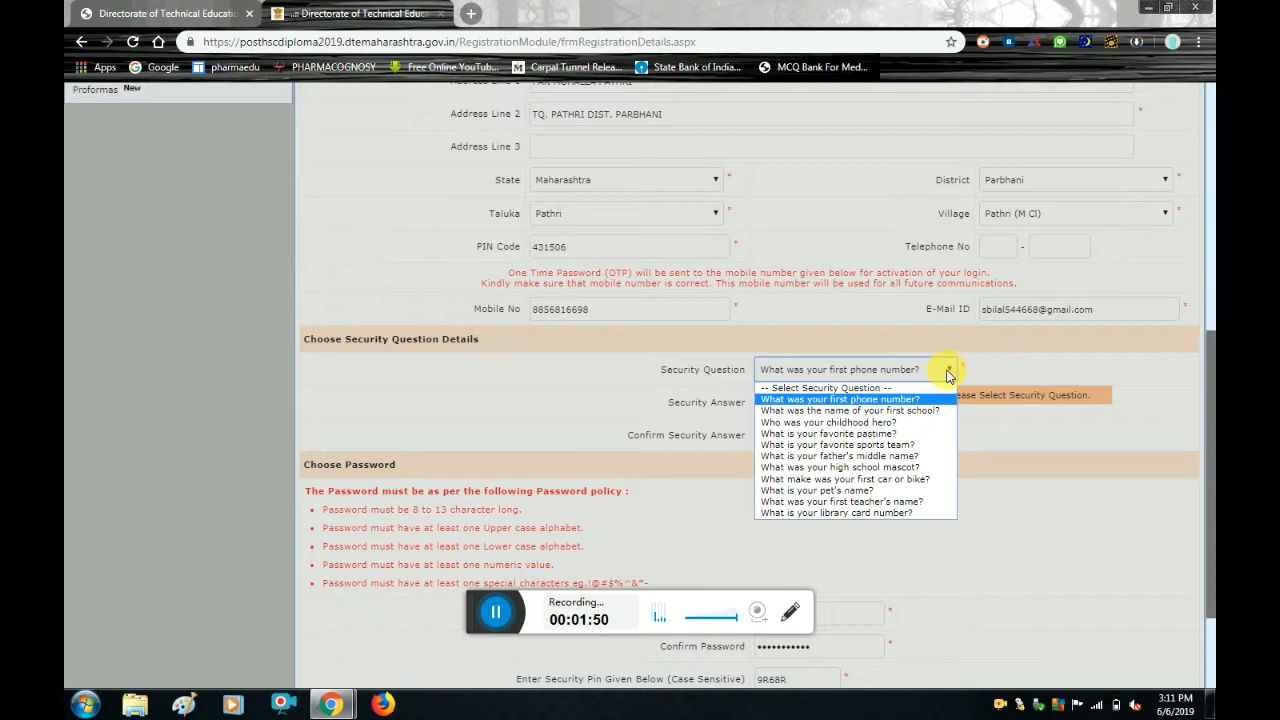 Directorate of Technical Educatio
..:: Directorate of Technical Educ
https://posthscdiploma2019.dtemaharashtra.gov.in/RegistrationModule/frmRegistrationDetails.aspx
Apps
Google
pharmaedu
PHARMACOGNOSY
Free Online YouTub...
Carpal Tunnel Relea...
State Bank of India...
MCQ Bank For Med...
Proformas New
Address Line 2 TQ. PATHRI DIST. PARBHANI *
Address Line 3
State Maharashtra * District Parbhani *
Taluka Pathri * Village Pathri (M Cl) *
PIN Code 431506 * Telephone No -
One Time Password (OTP) will be sent to the mobile number given below for activation of your login.
Kindly make sure that mobile number is correct. This mobile number will be used for all future communications.
Mobile No 8856816698 * E-Mail ID sbilal544668@gmail.com *
Choose Security Question Details
Security Question What was your first phone number? *
-- Select Security Question --
What was your first phone number?
What was the name of your first school?
Who was your childhood hero?
What is your favorite pastime?
What is your favorite sports team?
What is your father's middle name?
What was your high school mascot?
What make was your first car or bike?
What is your pet's name?
What was your first teacher's name?
What is your library card number?
ease Select Security Question.
Security Answer
Confirm Security Answer
Choose Password
The Password must be as per the following Password policy :
Password must be 8 to 13 character long.
Password must have at least one Upper case alphabet.
Password must have at least one Lower case alphabet.
Password must have at least one numeric value.
Password must have at least one special characters eg.!@#$%^&*-
Recording...
00:01:50
*
Confirm Password ••••••••••• *
Enter Security Pin Given Below (Case Sensitive) 9R68R *
3:11 PM
6/6/2019